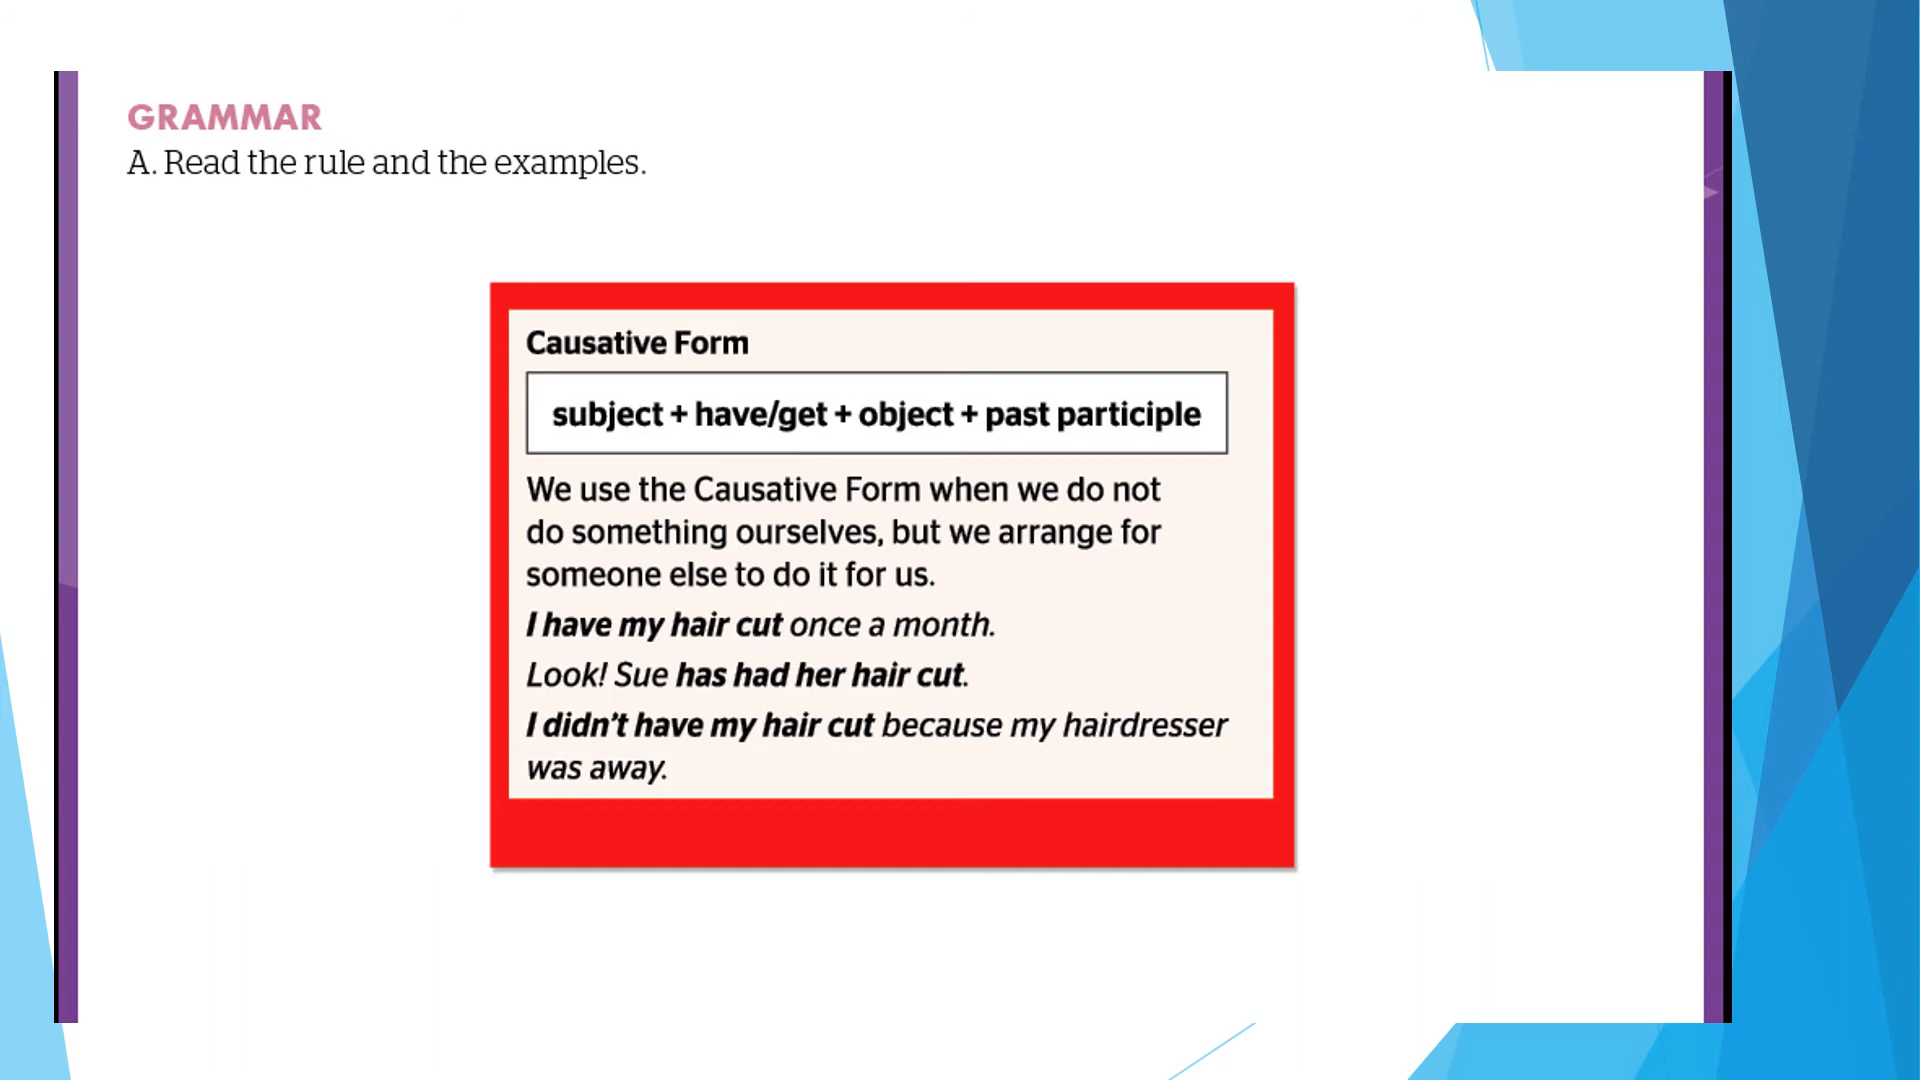 GRAMMAR
A. Read the rule and the examples.
Causative Form
subject + have/get + object + past participle
We use the Causative Form when we do not
do something ourselves, but we arrange for
someone else to do it for us.
I have my hair cut once a month.
Look! Sue has had her hair cut.
I didn't have my hair cut because my hairdresser
was away.